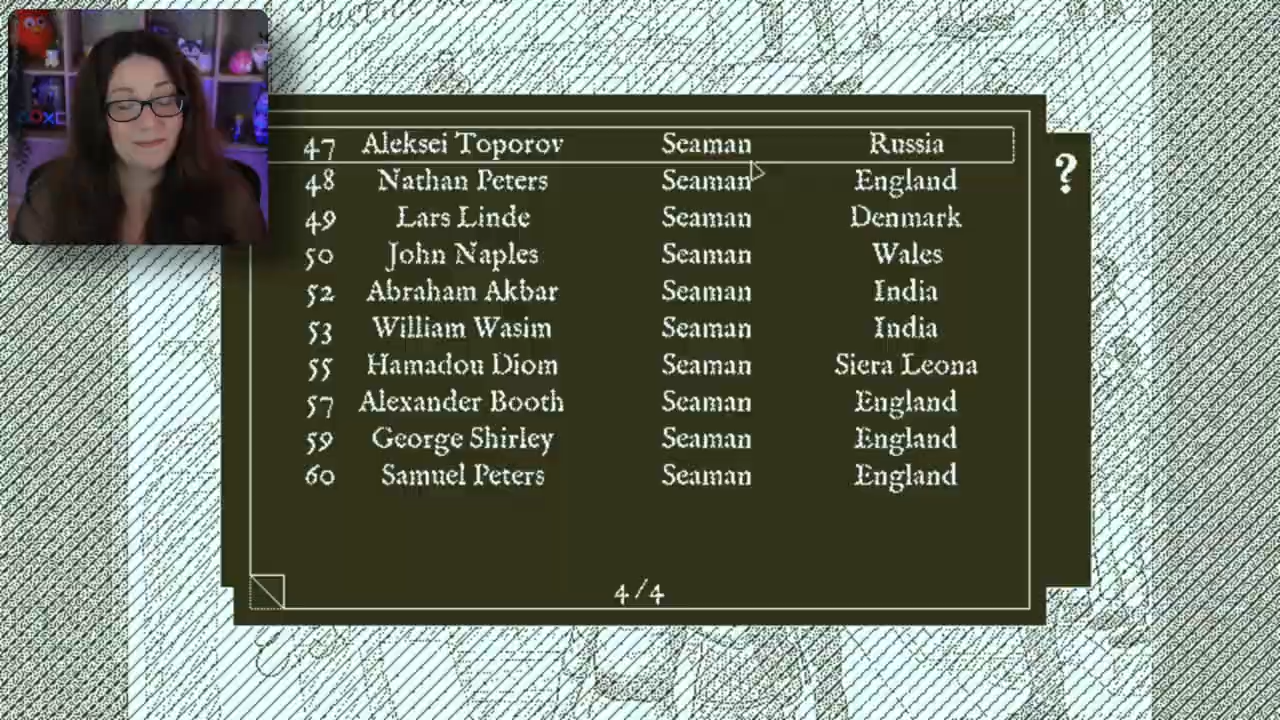 47 Aleksei Toporov Seaman Russia
48 Nathan Peters Seaman England
49 Lars Linde Seaman Denmark
50 John Naples Seaman Wales
52 Abraham Akbar Seaman India
53 William Wasim Seaman India
55 Hamadou Diom Seaman Siera Leona
57 Alexander Booth Seaman England
59 George Shirley Seaman England
60 Samuel Peters Seaman England
?
4/4